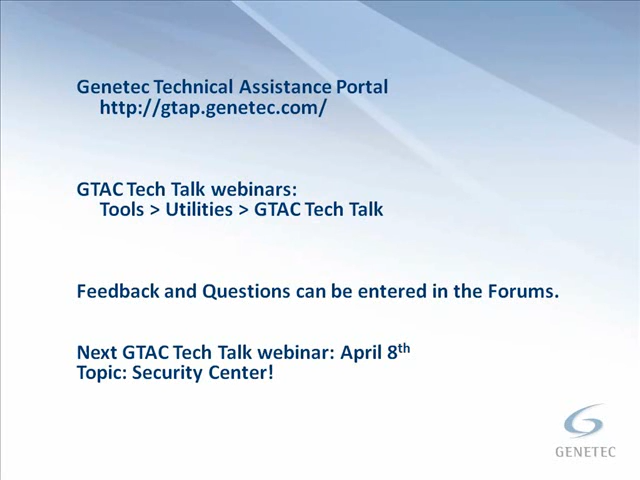 Genetec Technical Assistance Portal
http://gtap.genetec.com/
GTAC Tech Talk webinars:
Tools > Utilities > GTAC Tech Talk
Feedback and Questions can be entered in the Forums.
Next GTAC Tech Talk webinar: April 8th
Topic: Security Center!
GENETEC